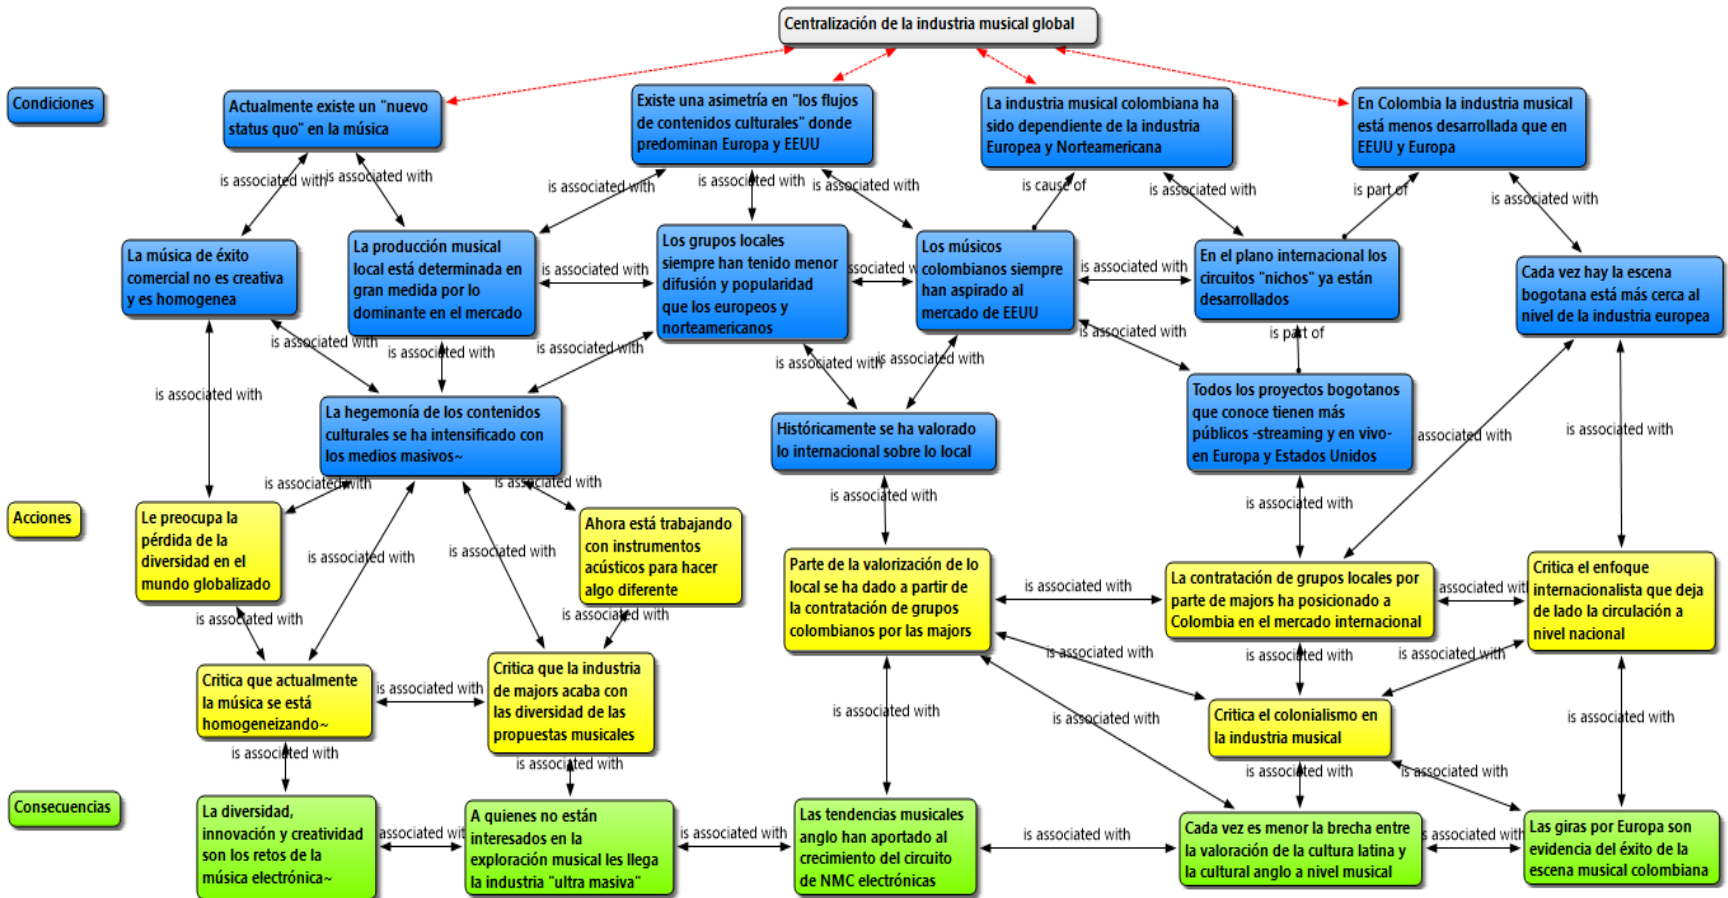 Centralización de la industria musical global
Condiciones
Actualmente existe un "nuevo
status quo" en la música
Existe una asimetría en "los flujos
de contenidos culturales" donde
predominan Europa y EEUU
La industria musical colombiana ha
sido dependiente de la industria
Europea y Norteamericana
En Colombia la industria musical
está menos desarrollada que en
EEUU y Europa
is associated with
is associated with
is associated with
is associated with
is associated with
is cause of
is associated with
is part of
is associated with
La música de éxito
comercial no es creativa
y es homogenea
La producción musical
local está determinada en
gran medida por lo
dominante en el mercado
is associated with
Los grupos locales
siempre han tenido menor
difusión y popularidad
que los europeos y
norteamericanos
associated w
Los músicos
colombianos siempre
han aspirado al
mercado de EEUU
is associated with
En el plano internacional los
circuitos "nichos" ya están
desarrollados
Cada vez hay la escena
bogotana está más cerca al
nivel de la industria europea
is associated with
is associated with
is associated with
is associated with
is associated with
is associated with
is part of
is associated with
La hegemonía de los contenidos
culturales se ha intensificado con
los medios masivos~
Históricamente se ha valorado
lo internacional sobre lo local
Todos los proyectos bogotanos
que conoce tienen más
públicos -streaming y en vivo-
en Europa y Estados Unidos
associated with
is associated with
is associated with
is associated with
is associated with
is associated with
Acciones
Le preocupa la
pérdida de la
diversidad en el
mundo globalizado
is associated with
is associated with
Ahora está trabajando
con instrumentos
acústicos para hacer
algo diferente
Parte de la valorización de lo
local se ha dado a partir de
la contratación de grupos
colombianos por las majors
is associated with
La contratación de grupos locales por
parte de majors ha posicionado a
Colombia en el mercado internacional
associated with
Critica el enfoque
internacionalista que deja
de lado la circulación a
nivel nacional
is associated with
is associated with
is associated with
is associated with
is associated with
Critica que actualmente
la música se está
homogeneizando~
is associated with
Critica que la industria
de majors acaba con
las diversidad de las
propuestas musicales
is associated with
is associated with
Critica el colonialismo en
la industria musical
is associated with
is associated with
is associated with
is associated with
is associated with
Consecuencias
La diversidad,
innovación y creatividad
son los retos de la
música electrónica~
associated wit
A quienes no están
interesados en la
exploración musical les llega
la industria "ultra masiva"
is associated with
Las tendencias musicales
anglo han aportado al
crecimiento del circuito
de NMC electrónicas
is associated with
Cada vez es menor la brecha entre
la valoración de la cultura latina y
la cultural anglo a nivel musical
s associated with
Las giras por Europa son
evidencia del éxito de la
escena musical colombiana